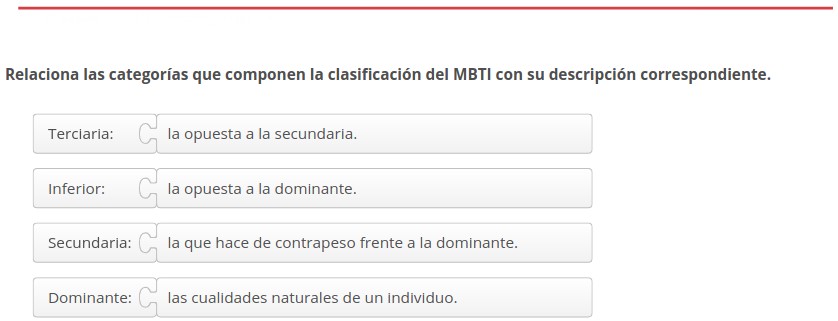 Relaciona las categorías que componen la clasificación del MBTI con su descripción correspondiente.
Terciaria: la opuesta a la secundaria.
Inferior: la opuesta a la dominante.
Secundaria: la que hace de contrapeso frente a la dominante.
Dominante: las cualidades naturales de un individuo.